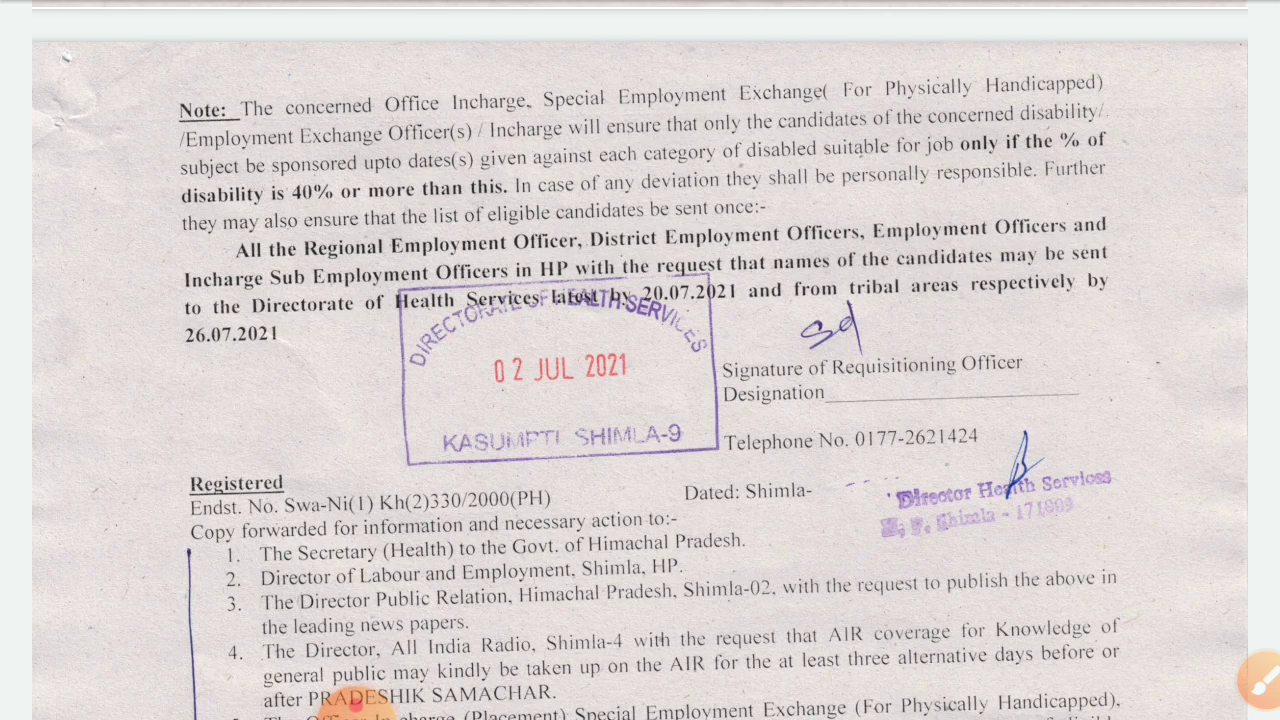 Note: The concerned Office Incharge, Special Employment Exchange( For Physically Handicapped)
/Employment Exchange Officer(s) / Incharge will ensure that only the candidates of the concerned disability/
subject be sponsored upto dates(s) given against each category of disabled suitable for job only if the % of
disability is 40% or more than this. In case of any deviation they shall be personally responsible. Further
they may also ensure that the list of eligible candidates be sent once:-
All the Regional Employment Officer, District Employment Officers, Employment Officers and
Incharge Sub Employment Officers in HP with the request that names of the candidates may be sent
to the Directorate of Health Services latest by 20.07.2021 and from tribal areas respectively by
26.07.2021
DIRECTORATE OF HEALTH SERVICES
02 JUL 2021
KASUMPTI SHIMLA-9
Sd
Signature of Requisitioning Officer
Designation
Telephone No. 0177-2621424
Registered
Endst. No. Swa-Ni(1) Kh(2)330/2000(PH)
Dated: Shimla-
Director Health Services
H. P. Shimla - 171009
Copy forwarded for information and necessary action to:-
1. The Secretary (Health) to the Govt. of Himachal Pradesh.
2. Director of Labour and Employment, Shimla, HP.
3. The Director Public Relation, Himachal Pradesh, Shimla-02, with the request to publish the above in
the leading news papers.
4. The Director, All India Radio, Shimla-4 with the request that AIR coverage for Knowledge of
general public may kindly be taken up on the AIR for the at least three alternative days before or
after PRADESHIK SAMACHAR.
(Placement) Special Employment Exchange (For Physically Handicapped),